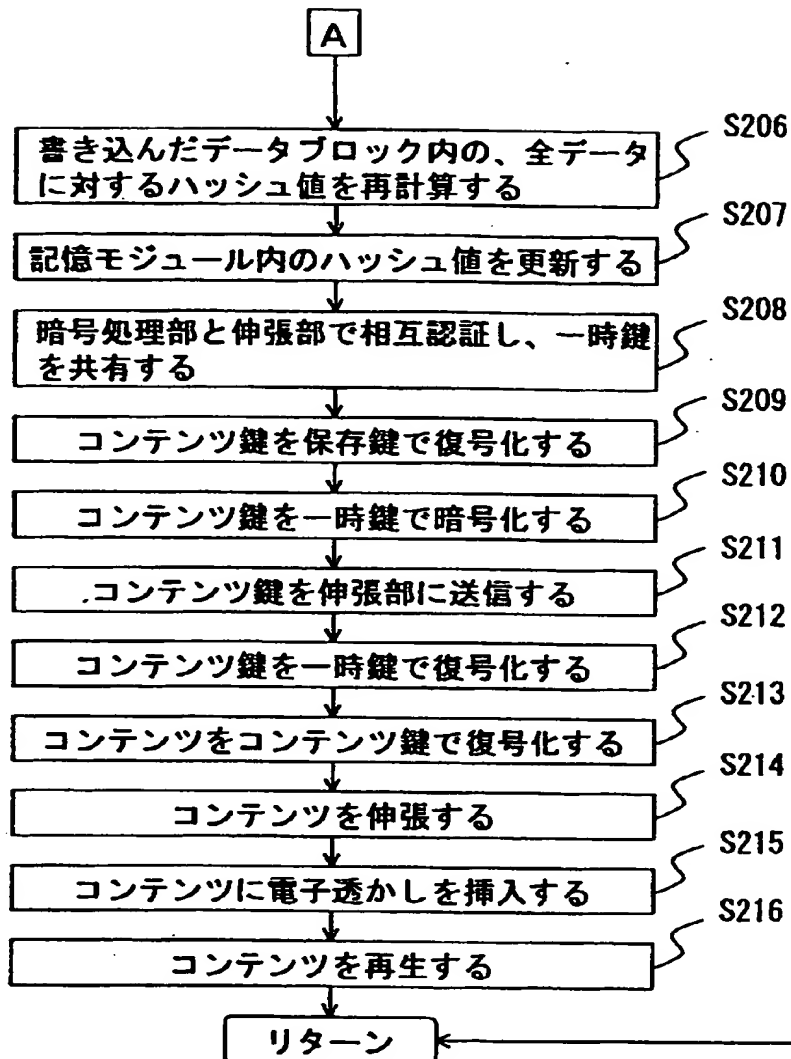 A
書き込んだデータブロック内の、全データ
に対するハッシュ値を再計算する
S206
記憶モジュール内のハッシュ値を更新する
S207
暗号処理部と伸張部で相互認証し、一時鍵
を共有する
S208
コンテンツ鍵を保存鍵で復号化する
S209
コンテンツ鍵を一時鍵で暗号化する
S210
コンテンツ鍵を伸張部に送信する
S211
コンテンツ鍵を一時鍵で復号化する
S212
コンテンツをコンテンツ鍵で復号化する
S213
コンテンツを伸張する
S214
コンテンツに電子透かしを挿入する
S215
コンテンツを再生する
S216
リターン